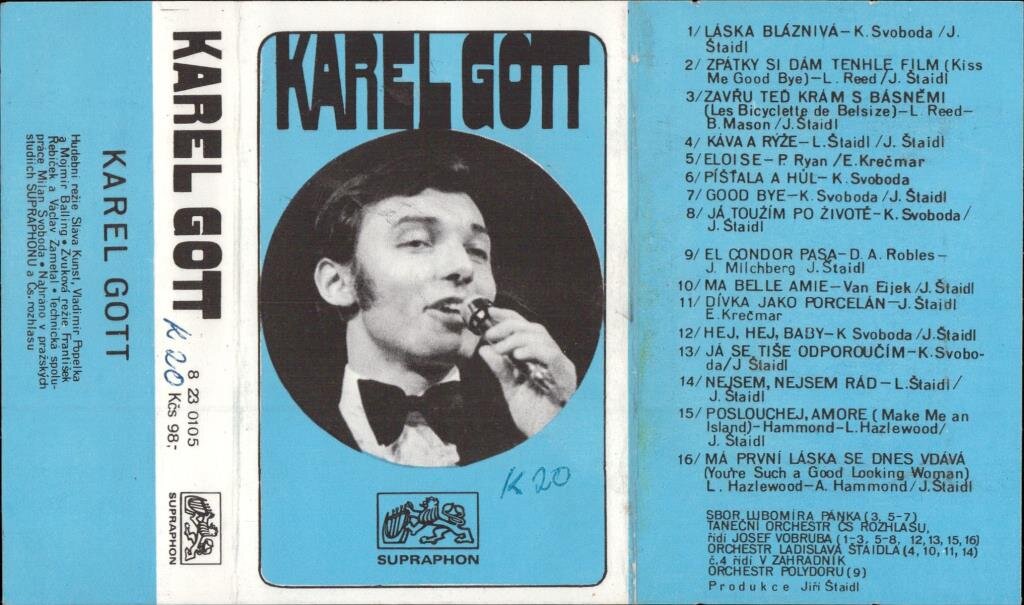 KAREL GOTT
Hudební režie Slava Kunst, Vladimír Popelka
a Mojmír Balling • Zvuková režie František
Řebíček a Václav Zametal • Technická spolu-
práce Milan Svoboda • Nahráno v pražských
studiích SUPRAPHONU a Čs. rozhlasu
KAREL GOTT
K 20
8 23 0105
Kčs 98,-
SUPRAPHON
KAREL GOTT
K 20
SUPRAPHON
1/ LÁSKA BLÁZNIVÁ – K. Svoboda /J.
Štaidl
2/ ZPÁTKY SI DÁM TENHLE FILM (Kiss
Me Good Bye) – L. Reed /J. Štaidl
3/ ZAVŘU TEĎ KRÁM S BÁSNĚMI
(Les Bicyclette de Belsize) – L. Reed –
B. Mason /J. Štaidl
4/ KÁVA A RÝŽE – L. Štaidl /J. Štaidl
5/ ELOISE – P. Ryan /E. Krečmar
6/ PÍŠŤALA A HŮL – K. Svoboda
7/ GOOD BYE – K. Svoboda /J. Štaidl
8/ JÁ TOUŽÍM PO ŽIVOTĚ – K. Svoboda/
J. Štaidl
9/ EL CONDOR PASA – D. A. Robles –
J. Milchberg J. Štaidl
10/ MA BELLE AMIE – Van Eijek /J. Štaidl
11/ DÍVKA JAKO PORCELÁN – J. Štaidl
E. Krečmar
12/ HEJ, HEJ, BABY – K Svoboda /J. Štaidl
13/ JÁ SE TIŠE ODPOROUČÍM – K. Svobo-
da/J Štaidl
14/ NEJSEM, NEJSEM RÁD – L. Štaidl/
J. Štaidl
15/ POSLOUCHEJ, AMORE ( Make Me an
Island) – Hammond – L. Hazlewood/
J. Štaidl
16/ MÁ PRVNÍ LÁSKA SE DNES VDÁVÁ
(You're Such a Good Looking Woman)
L. Hazlewood – A. Hammond /J. Štaidl
SBOR LUBOMÍRA PÁNKA ( 3, 5-7 )
TANEČNÍ ORCHESTR ČS ROZHLASU,
řídí JOSEF VOBRUBA ( 1-3, 5-8, 12, 13, 15, 16)
ORCHESTR LADISLAVA ŠTAIDLA (4, 10, 11, 14)
č. 4 řídí V ZAHRADNÍK
ORCHESTR POLYDORU ( 9 )
Produkce Jiří Štaidl